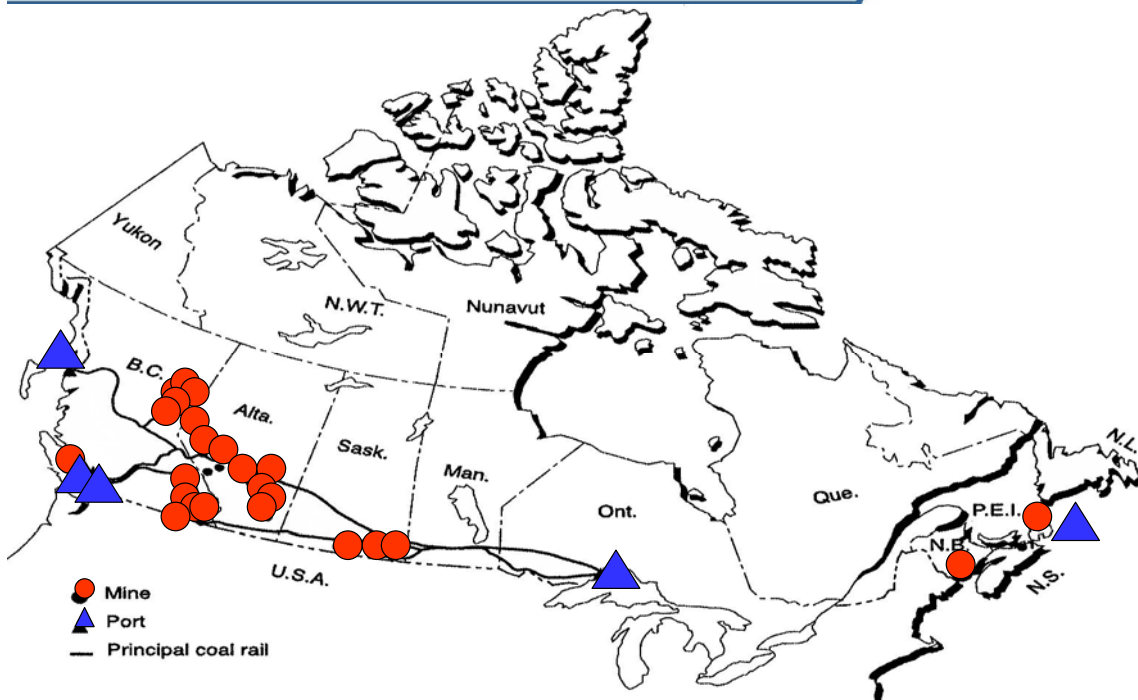 Yukon
N.W.T.
Nunavut
B.C.
Alta.
Sask.
Man.
Ont.
Que.
N.L.
P.E.I.
N.B.
N.S.
U.S.A.
Mine
Port
Principal coal rail